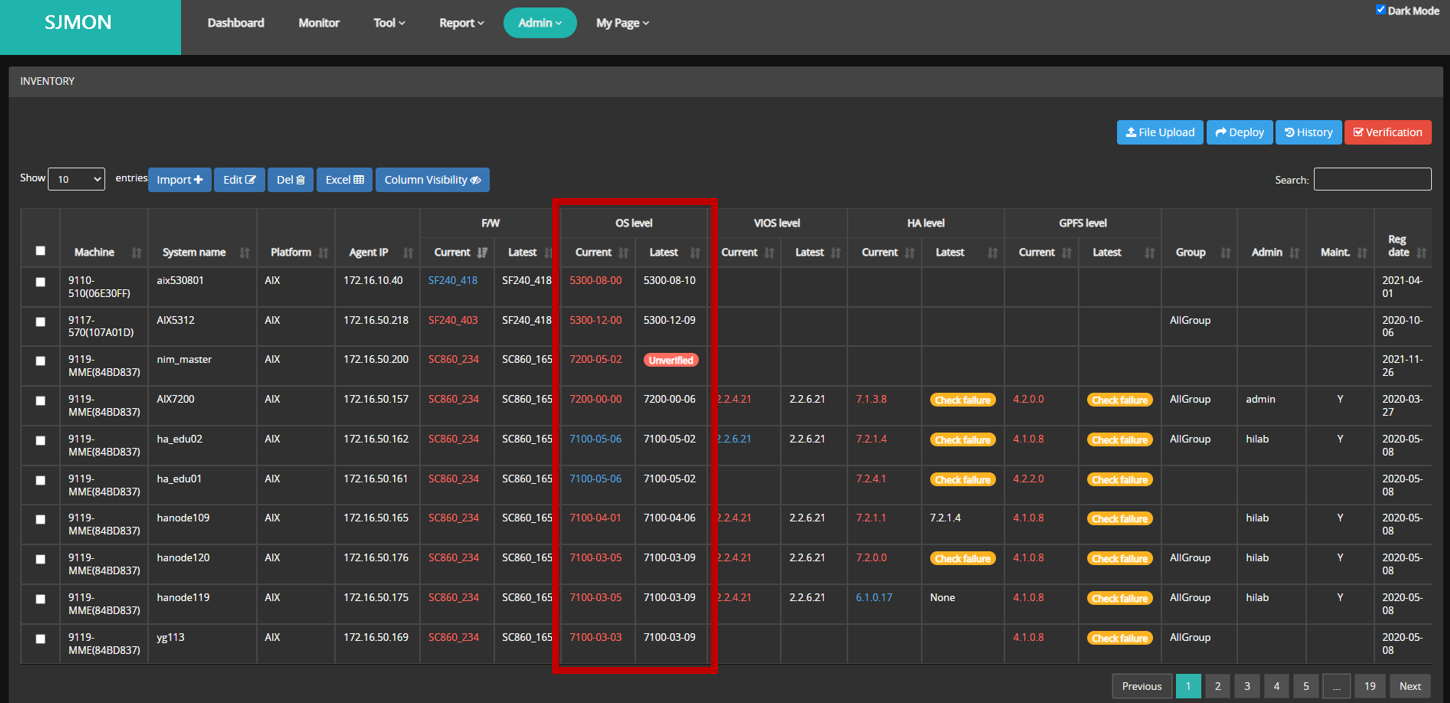 SJMON
Dashboard Monitor Tool Report Admin My Page Dark Mode
INVENTORY
File Upload Deploy History Verification
Show 10 entries Import Edit Del Excel Column Visibility Search:
F/W OS level VIOS level HA level GPFS level
Machine System name Platform Agent IP Current Latest Current Latest Current Latest Current Latest Current Latest Group Admin Maint. Reg date
9110-510(06E30FF) aix530801 AIX 172.16.10.40 SF240_418 SF240_418 5300-08-00 5300-08-10 2021-04-01
9117-570(107A01D) AIX5312 AIX 172.16.50.218 SF240_403 SF240_418 5300-12-00 5300-12-09 AllGroup 2020-10-06
9119-MME(84BD837) nim_master AIX 172.16.50.200 SC860_234 SC860_165 7200-05-02 Unverified 2021-11-26
9119-MME(84BD837) AIX7200 AIX 172.16.50.157 SC860_234 SC860_165 7200-00-00 7200-00-06 2.2.4.21 2.2.6.21 7.1.3.8 Check failure 4.2.0.0 Check failure AllGroup admin Y 2020-03-27
9119-MME(84BD837) ha_edu02 AIX 172.16.50.162 SC860_234 SC860_165 7100-05-06 7100-05-02 2.2.6.21 2.2.6.21 7.2.1.4 Check failure 4.1.0.8 Check failure AllGroup hilab Y 2020-05-08
9119-MME(84BD837) ha_edu01 AIX 172.16.50.161 SC860_234 SC860_165 7100-05-06 7100-05-02 7.2.4.1 Check failure 4.2.2.0 Check failure 2020-05-08
9119-MME(84BD837) hanode109 AIX 172.16.50.165 SC860_234 SC860_165 7100-04-01 7100-04-06 2.2.4.21 2.2.6.21 7.2.1.1 7.2.1.4 4.1.0.8 Check failure hilab Y 2020-05-08
9119-MME(84BD837) hanode120 AIX 172.16.50.176 SC860_234 SC860_165 7100-03-05 7100-03-09 2.2.4.21 2.2.6.21 7.2.0.0 Check failure 4.1.0.8 Check failure AllGroup hilab Y 2020-05-08
9119-MME(84BD837) hanode119 AIX 172.16.50.175 SC860_234 SC860_165 7100-03-05 7100-03-09 2.2.4.21 2.2.6.21 6.1.0.17 None 4.1.0.8 Check failure AllGroup hilab Y 2020-05-08
9119-MME(84BD837) yg113 AIX 172.16.50.169 SC860_234 SC860_165 7100-03-03 7100-03-09 4.1.0.8 Check failure AllGroup 2020-05-08
Previous 1 2 3 4 5 ... 19 Next